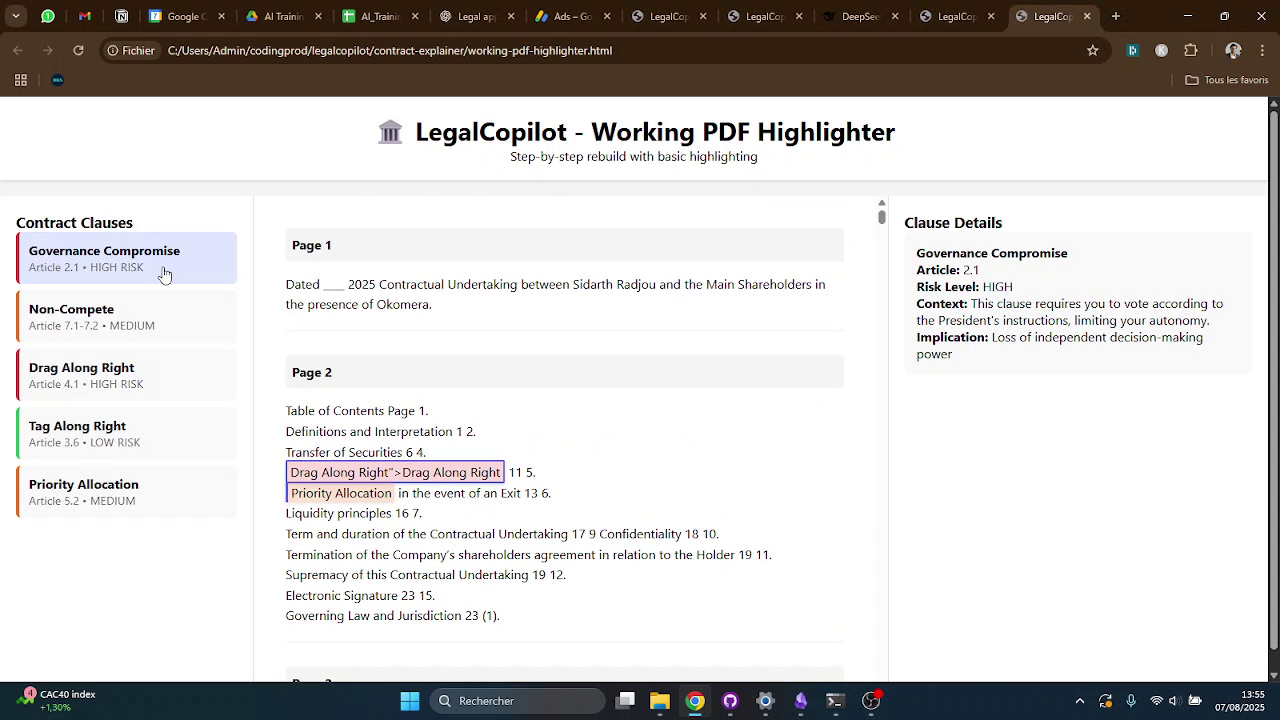 Google C
AI Trainin
AI_Traini
Legal app
Ads – Go
LegalCop
LegalCop
DeepSee
LegalCop
LegalCop
Fichier
C:/Users/Admin/codingprod/legalcopilot/contract-explainer/working-pdf-highlighter.html
Tous les favoris
LegalCopilot - Working PDF Highlighter
Step-by-step rebuild with basic highlighting
Contract Clauses
Governance Compromise
Article 2.1 • HIGH RISK
Non-Compete
Article 7.1-7.2 • MEDIUM
Drag Along Right
Article 4.1 • HIGH RISK
Tag Along Right
Article 3.6 • LOW RISK
Priority Allocation
Article 5.2 • MEDIUM
Page 1
Dated ____ 2025 Contractual Undertaking between Sidarth Radjou and the Main Shareholders in
the presence of Okomera.
Page 2
Table of Contents Page 1.
Definitions and Interpretation 1 2.
Transfer of Securities 6 4.
Drag Along Right">Drag Along Right 11 5.
Priority Allocation in the event of an Exit 13 6.
Liquidity principles 16 7.
Term and duration of the Contractual Undertaking 17 9 Confidentiality 18 10.
Termination of the Company's shareholders agreement in relation to the Holder 19 11.
Supremacy of this Contractual Undertaking 19 12.
Electronic Signature 23 15.
Governing Law and Jurisdiction 23 (1).
Clause Details
Governance Compromise
Article: 2.1
Risk Level: HIGH
Context: This clause requires you to vote according to
the President's instructions, limiting your autonomy.
Implication: Loss of independent decision-making
power
4
CAC40 index
+1,30%
Rechercher
13:55
07/08/2025